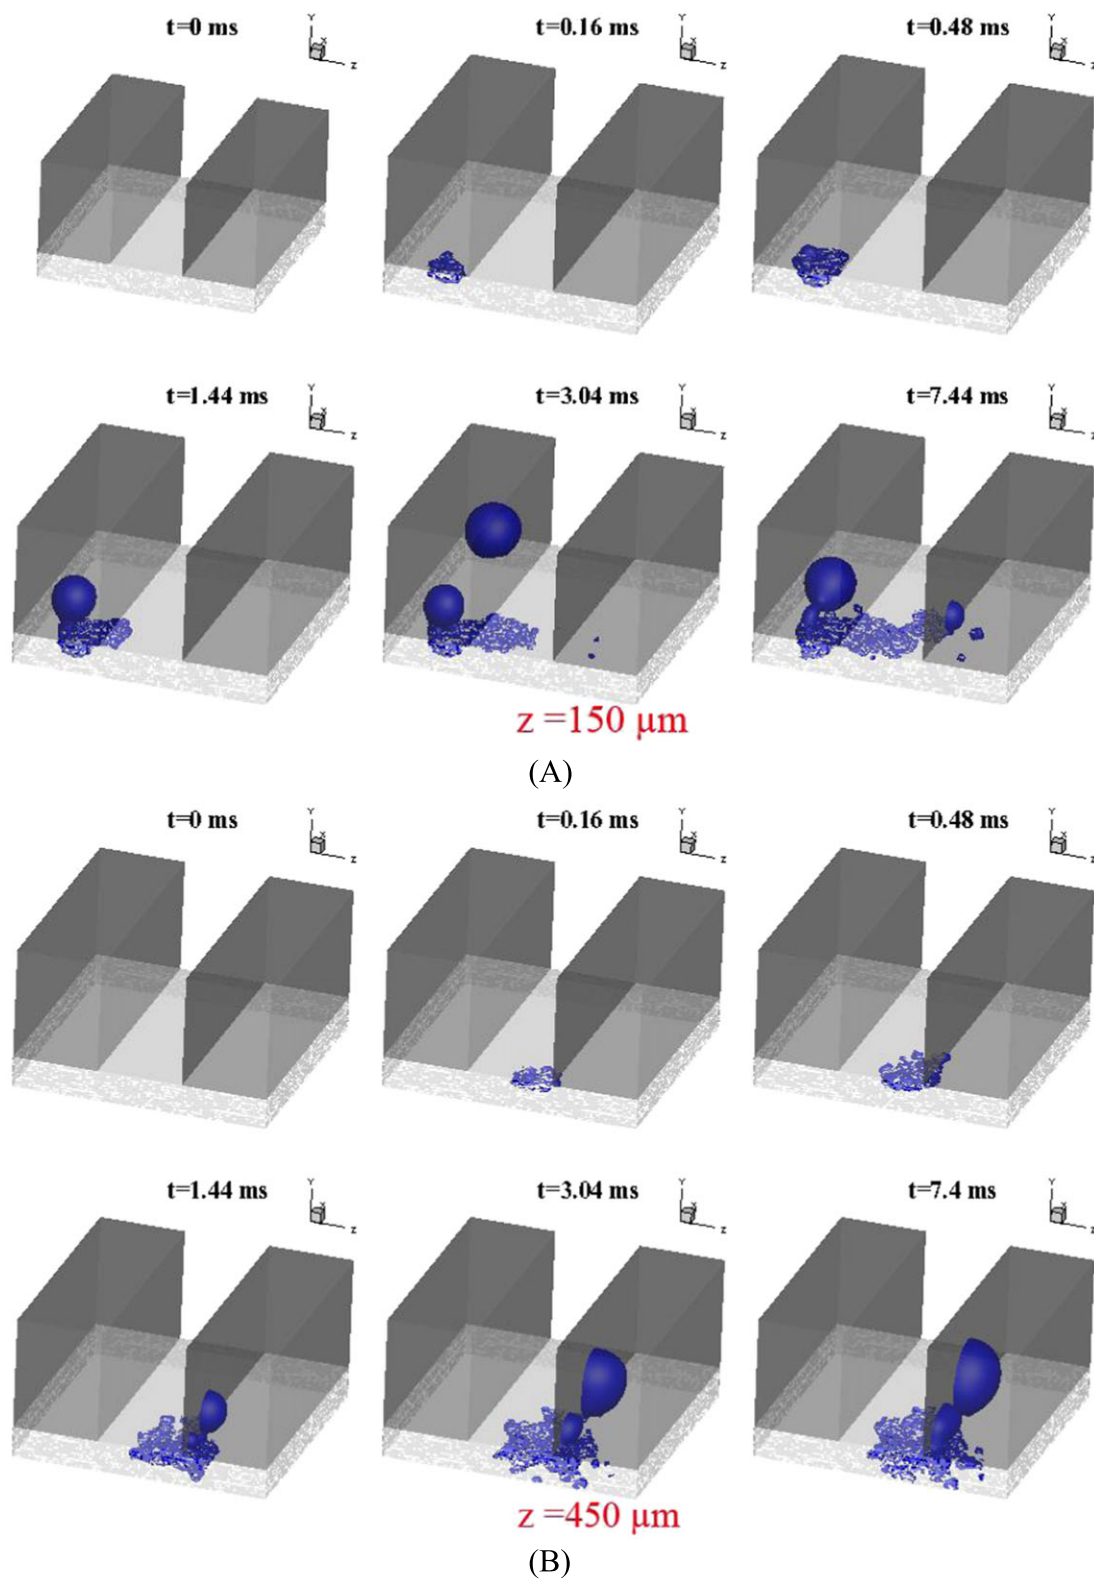 t=0 ms
t=0.16 ms
t=0.48 ms
Y
X
Z
Y
X
Z
Y
X
Z
t=1.44 ms
t=3.04 ms
t=7.44 ms
Y
X
Z
Y
X
Z
Y
X
Z
z =150 μm
(A)
t=0 ms
t=0.16 ms
t=0.48 ms
Y
X
Z
Y
X
Z
Y
X
Z
t=1.44 ms
t=3.04 ms
t=7.4 ms
Y
X
Z
Y
X
Z
Y
X
Z
z =450 μm
(B)